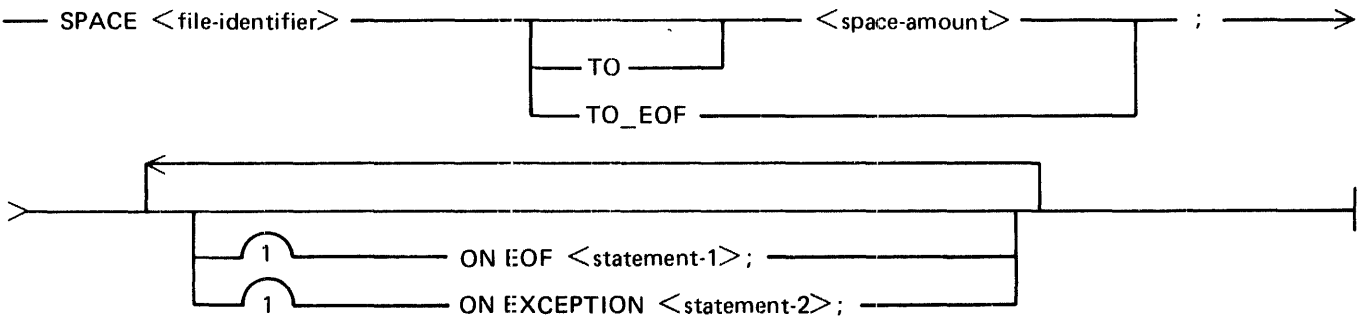 SPACE <file-identifier> <space-amount> ;
TO
TO_EOF
1 ON EOF <statement-1>;
1 ON EXCEPTION <statement-2>;